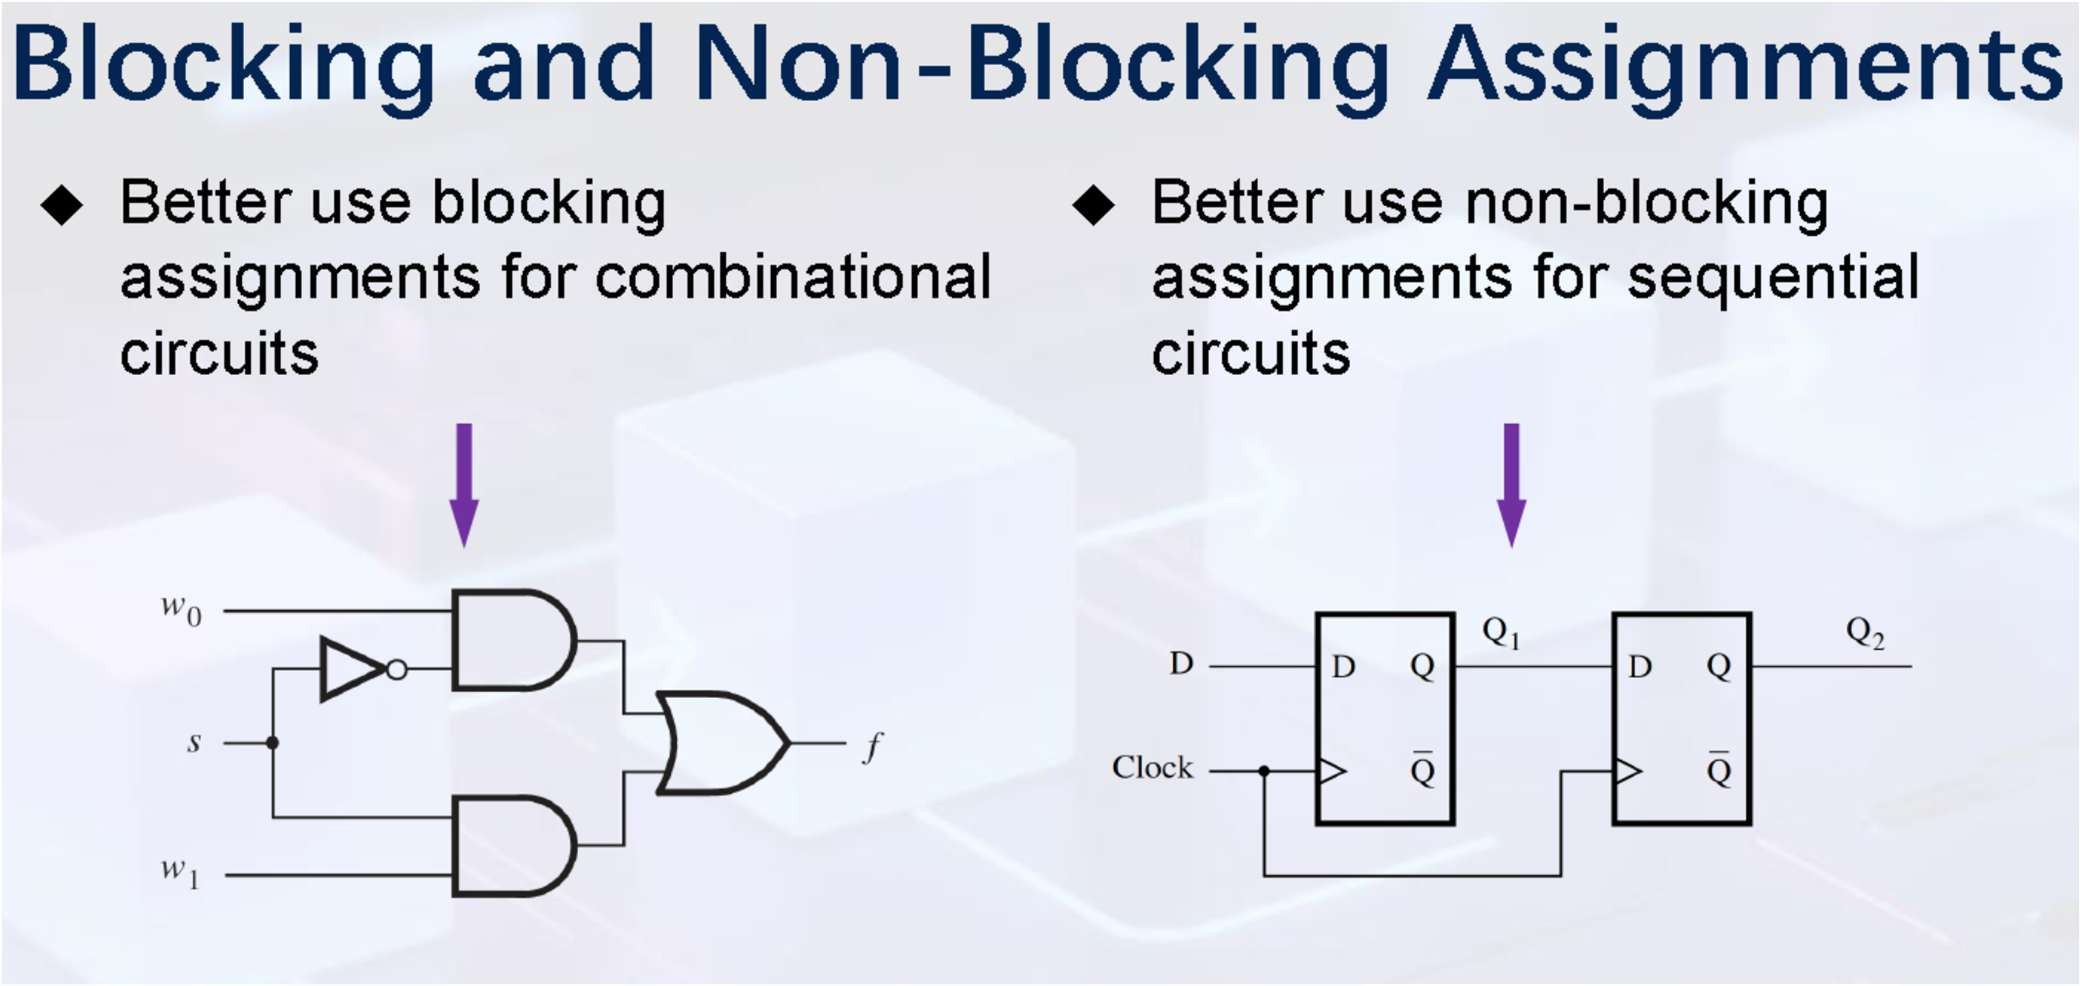 Blocking and Non-Blocking Assignments
◆ Better use blocking
assignments for combinational
circuits
◆ Better use non-blocking
assignments for sequential
circuits
w0
s
w1
f
D
Clock
D Q
Q̅
Q1
D Q
Q̅
Q2